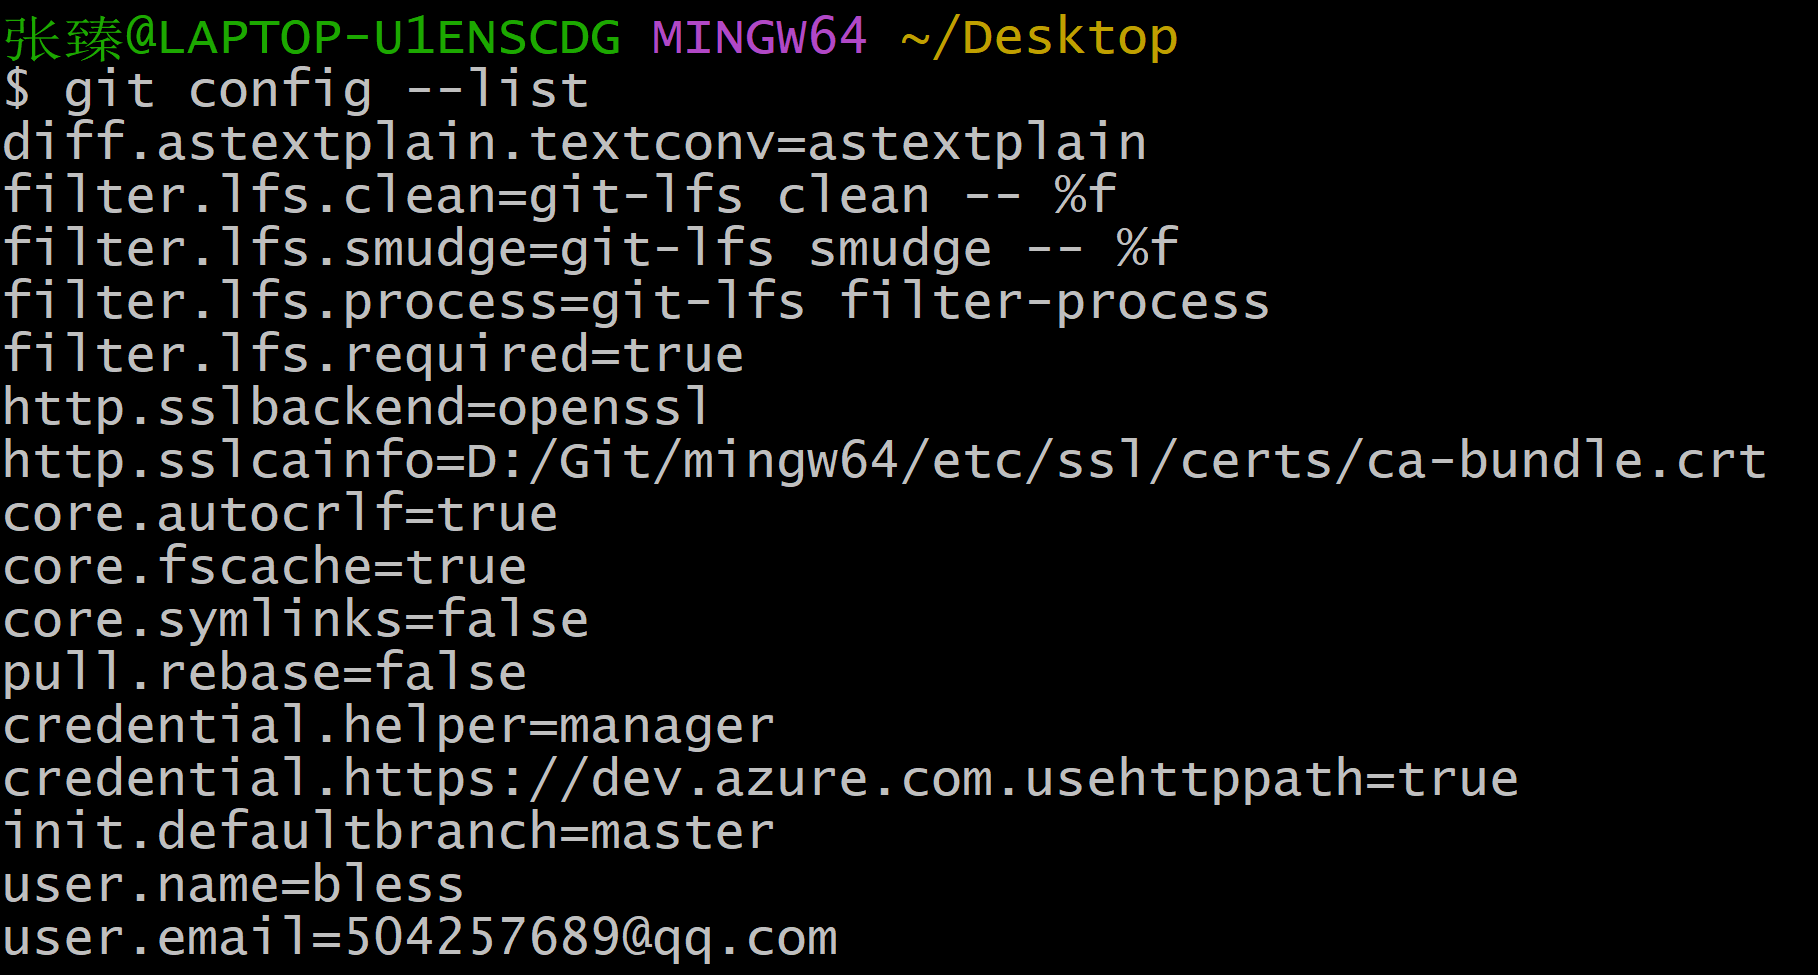 张臻@LAPTOP-U1ENSCDG MINGW64 ~/Desktop
$ git config --list
diff.astextplain.textconv=astextplain
filter.lfs.clean=git-lfs clean -- %f
filter.lfs.smudge=git-lfs smudge -- %f
filter.lfs.process=git-lfs filter-process
filter.lfs.required=true
http.sslbackend=openssl
http.sslcainfo=D:/Git/mingw64/etc/ssl/certs/ca-bundle.crt
core.autocrlf=true
core.fscache=true
core.symlinks=false
pull.rebase=false
credential.helper=manager
credential.https://dev.azure.com.usehttppath=true
init.defaultbranch=master
user.name=bless
user.email=504257689@qq.com